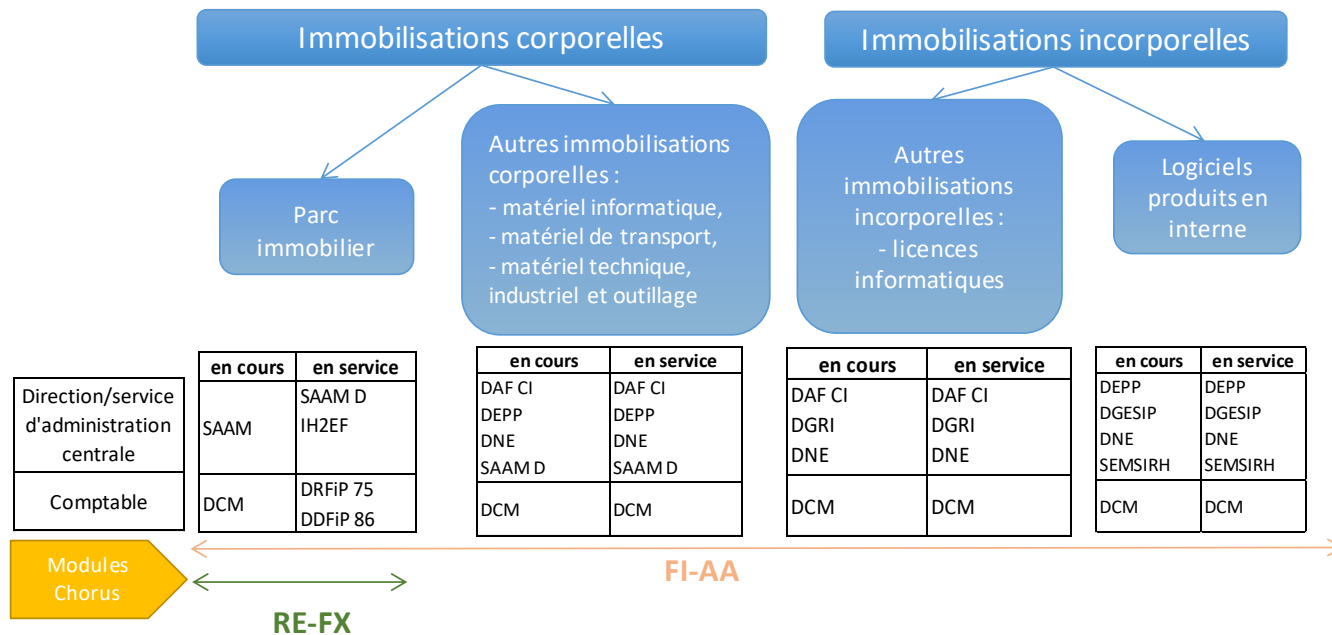 Immobilisations corporelles
Immobilisations incorporelles
Parc
immobilier
Autres immobilisations
corporelles :
- matériel informatique,
- matériel de transport,
- matériel technique,
industriel et outillage
Autres
immobilisations
incorporelles :
- licences
informatiques
Logiciels
produits en
interne
Direction/service
d'administration
centrale
Comptable
en cours en service
SAAM
SAAM D
IH2EF
DCM
DRFiP 75
DDFiP 86
en cours en service
DAF CI DAF CI
DEPP DEPP
DNE DNE
SAAM D SAAM D
DCM DCM
en cours en service
DAF CI DAF CI
DGRI DGRI
DNE DNE
DCM DCM
en cours en service
DEPP DEPP
DGESIP DGESIP
DNE DNE
SEMSIRH SEMSIRH
DCM DCM
Modules
Chorus
FI-AA
RE-FX